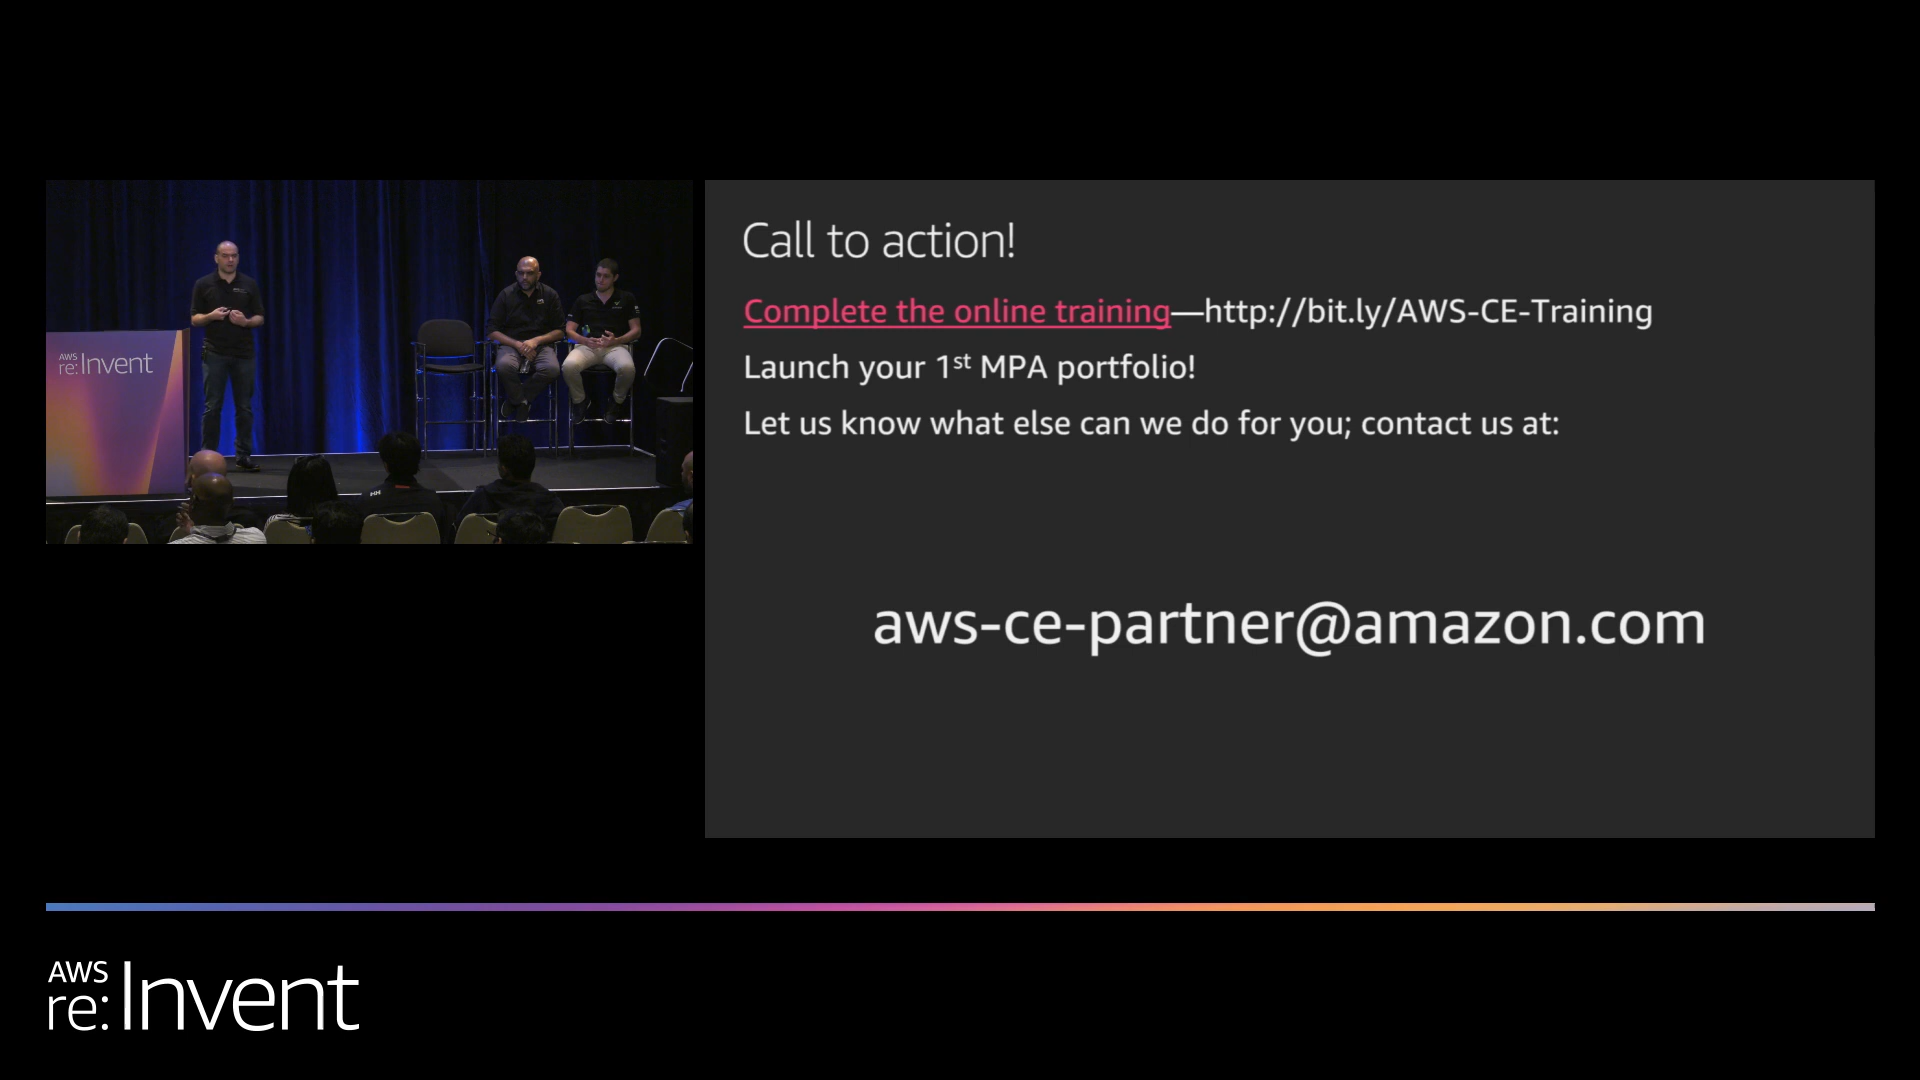 AWS
re:Invent
Call to action!
Complete the online training—http://bit.ly/AWS-CE-Training
Launch your 1st MPA portfolio!
Let us know what else can we do for you; contact us at:
aws-ce-partner@amazon.com
AWS
re:Invent